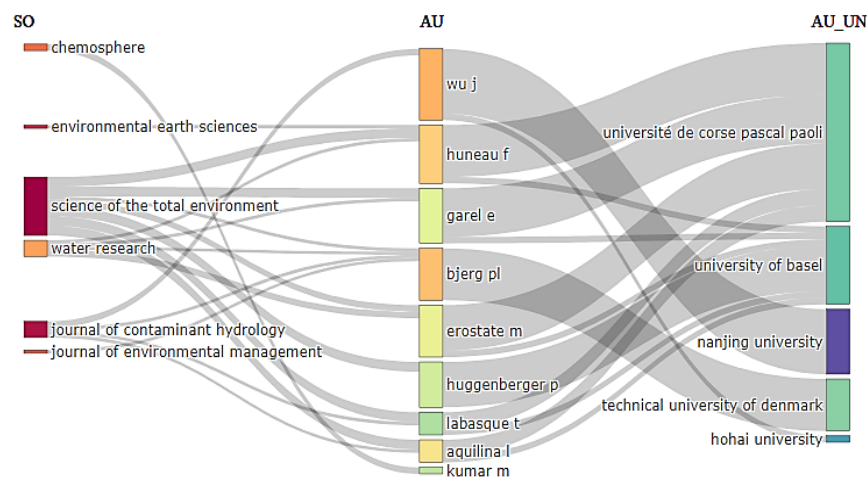 SO AU AU_UN
chemosphere
environmental earth sciences
science of the total environment
water research
journal of contaminant hydrology
journal of environmental management
wu j
huneau f
garel e
bjerg pl
erostate m
huggenberger p
labasque t
aquilina l
kumar m
université de corse pascal paoli
university of basel
nanjing university
technical university of denmark
hohai university